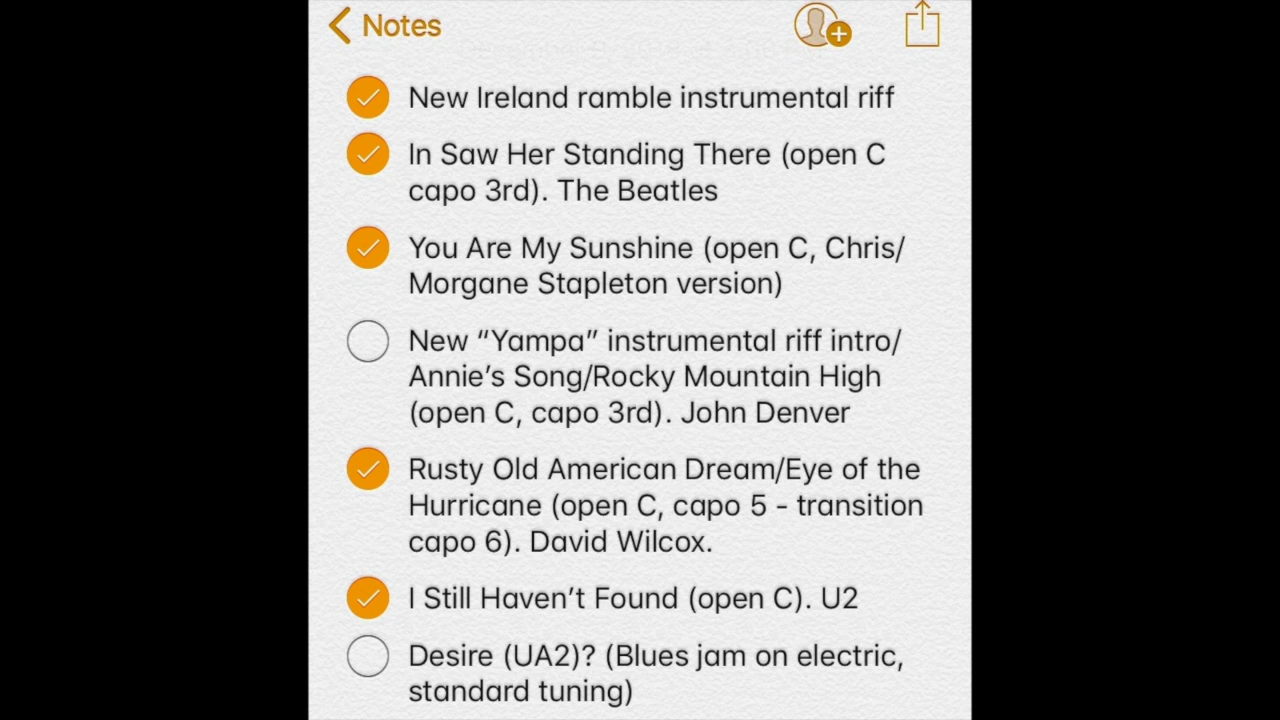 Notes
New Ireland ramble instrumental riff
In Saw Her Standing There (open C
capo 3rd). The Beatles
You Are My Sunshine (open C, Chris/
Morgane Stapleton version)
New “Yampa” instrumental riff intro/
Annie’s Song/Rocky Mountain High
(open C, capo 3rd). John Denver
Rusty Old American Dream/Eye of the
Hurricane (open C, capo 5 - transition
capo 6). David Wilcox.
I Still Haven’t Found (open C). U2
Desire (UA2)? (Blues jam on electric,
standard tuning)